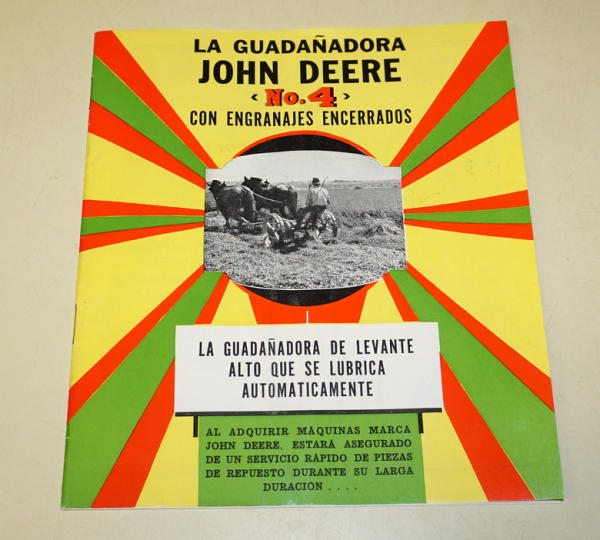 LA GUADAÑADORA
JOHN DEERE
‹ No. 4 ›
CON ENGRANAJES ENCERRADOS
LA GUADAÑADORA DE LEVANTE
ALTO QUE SE LUBRICA
AUTOMATICAMENTE
AL ADQUIRIR MÁQUINAS MARCA
JOHN DEERE, ESTARÁ ASEGURADO
DE UN SERVICIO RÁPIDO DE PIEZAS
DE REPUESTO DURANTE SU LARGA
DURACIÓN . . . .